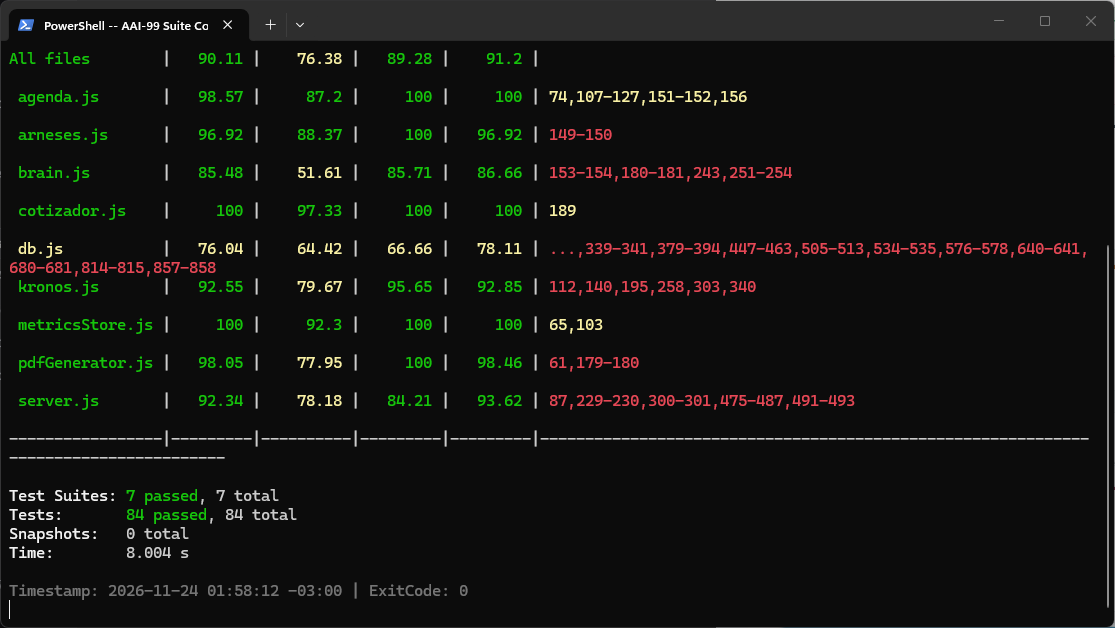 PowerShell -- AAI-99 Suite Co
All files | 90.11 | 76.38 | 89.28 | 91.2 |
agenda.js | 98.57 | 87.2 | 100 | 100 | 74,107-127,151-152,156
arneses.js | 96.92 | 88.37 | 100 | 96.92 | 149-150
brain.js | 85.48 | 51.61 | 85.71 | 86.66 | 153-154,180-181,243,251-254
cotizador.js | 100 | 97.33 | 100 | 100 | 189
db.js | 76.04 | 64.42 | 66.66 | 78.11 | ...,339-341,379-394,447-463,505-513,534-535,576-578,640-641,
680-681,814-815,857-858
kronos.js | 92.55 | 79.67 | 95.65 | 92.85 | 112,140,195,258,303,340
metricsStore.js | 100 | 92.3 | 100 | 100 | 65,103
pdfGenerator.js | 98.05 | 77.95 | 100 | 98.46 | 61,179-180
server.js | 92.34 | 78.18 | 84.21 | 93.62 | 87,229-230,300-301,475-487,491-493
-----------------|---------|----------|---------|---------|-------------------------------------------------------------
------------------------
Test Suites: 7 passed, 7 total
Tests: 84 passed, 84 total
Snapshots: 0 total
Time: 8.004 s
Timestamp: 2026-11-24 01:58:12 -03:00 | ExitCode: 0